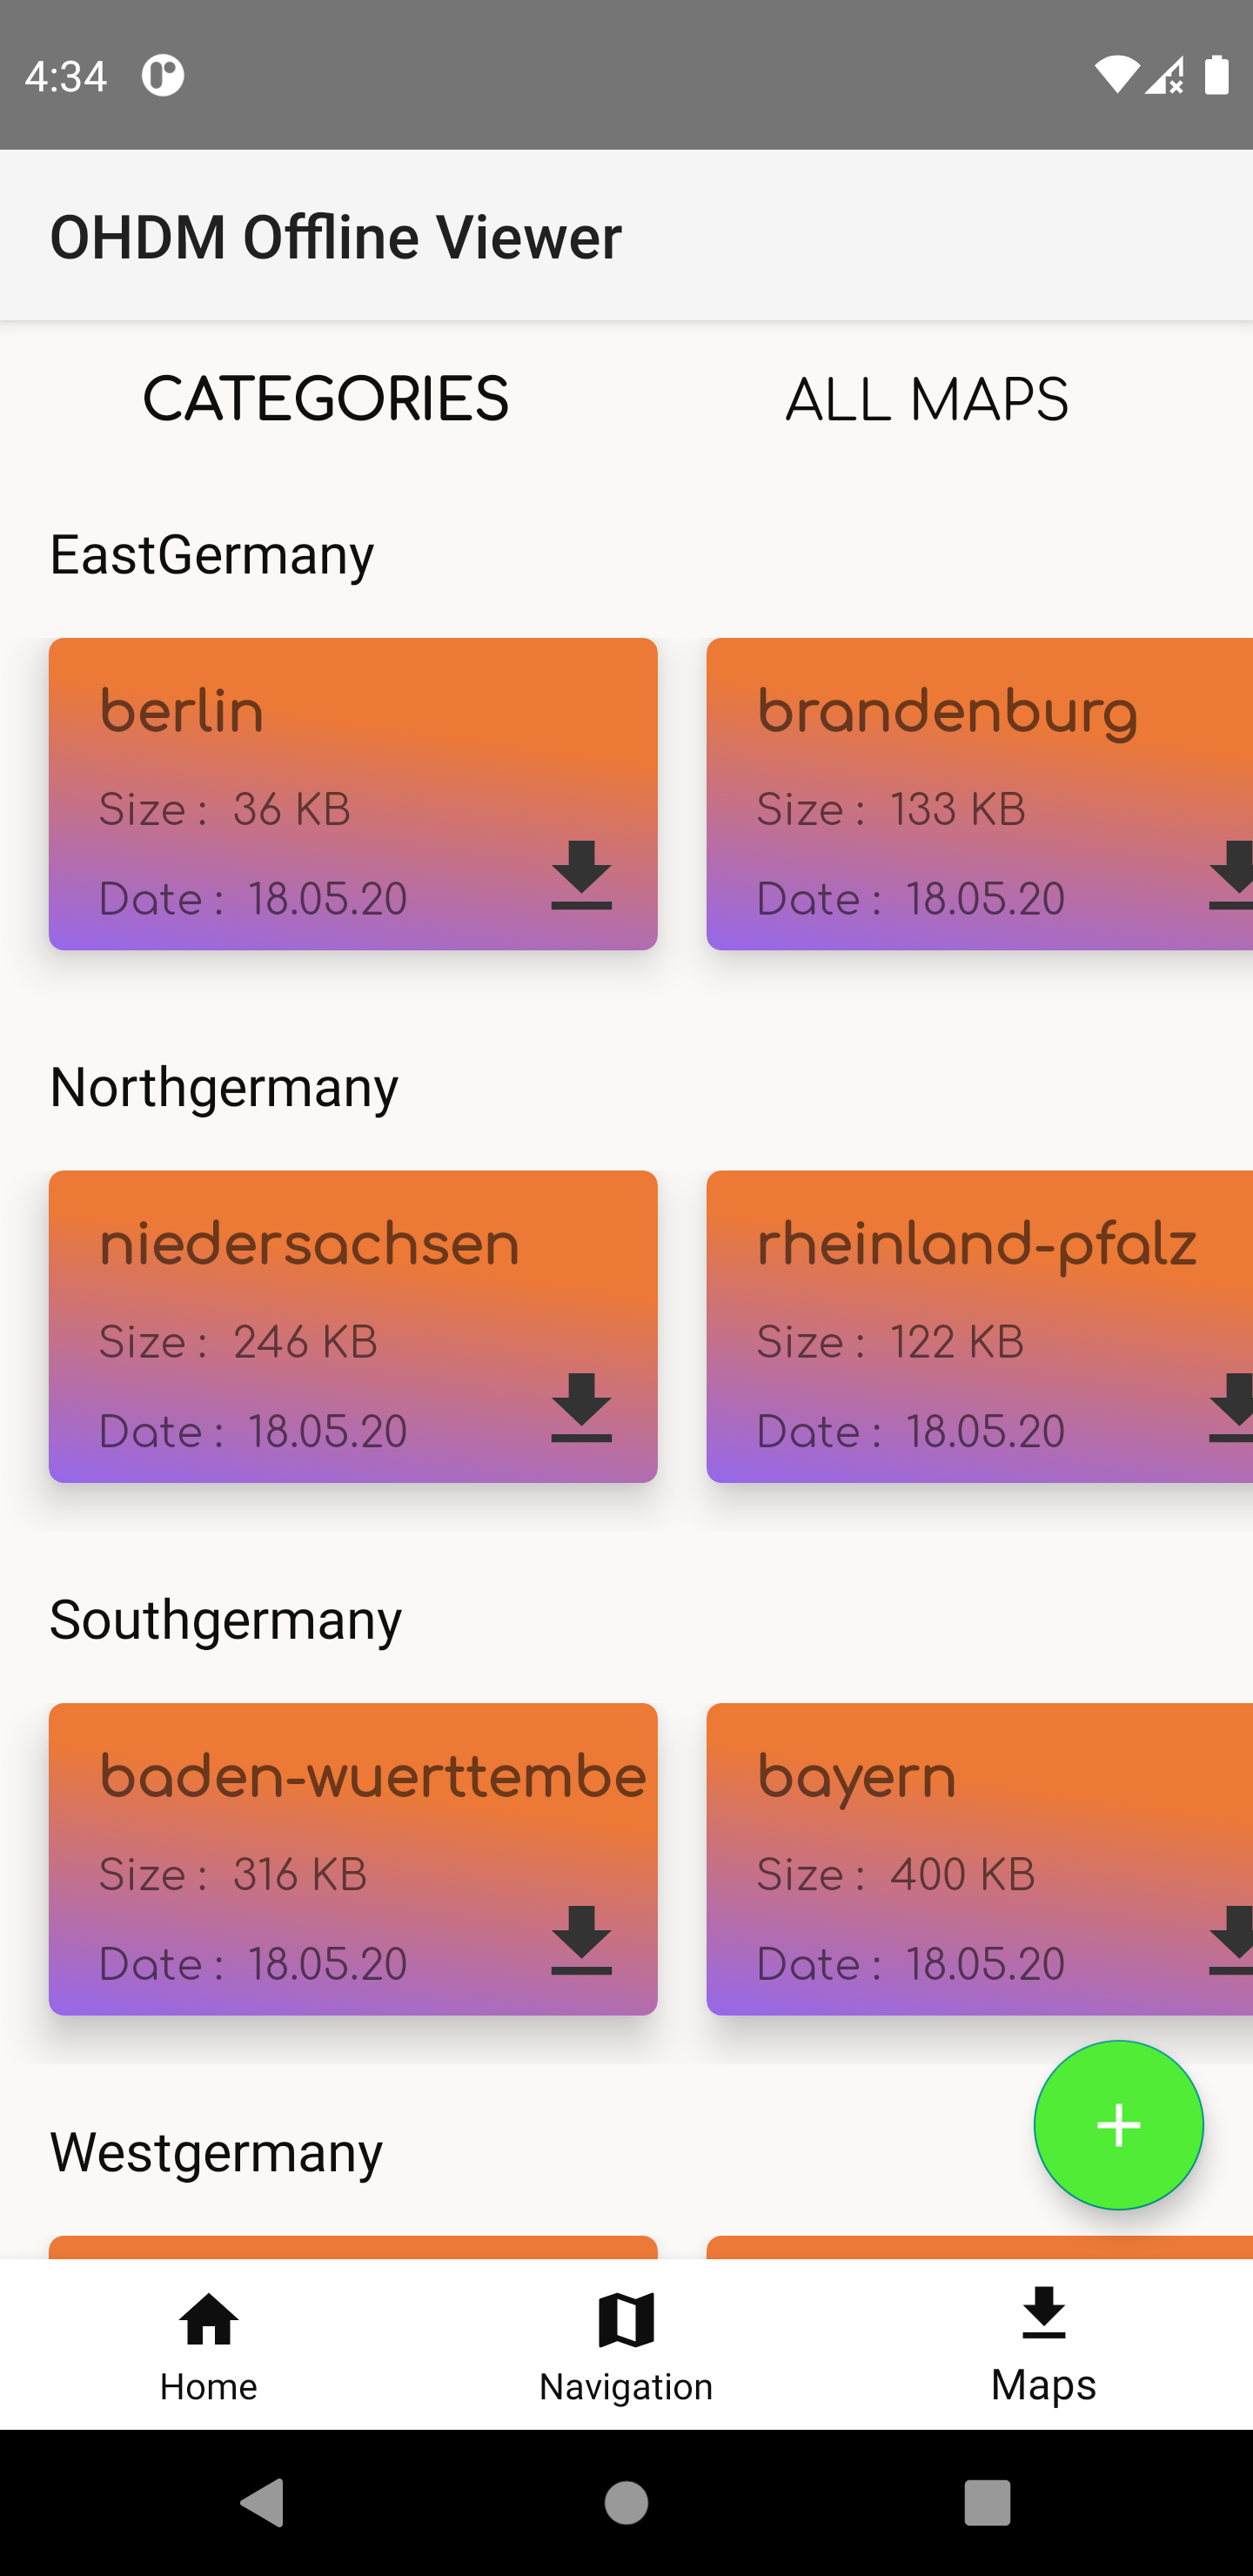 4:34
OHDM Offline Viewer
CATEGORIES ALL MAPS
EastGermany
berlin brandenburg
Size : 36 KB Size : 133 KB
Date : 18.05.20 Date : 18.05.20
Northgermany
niedersachsen rheinland-pfalz
Size : 246 KB Size : 122 KB
Date : 18.05.20 Date : 18.05.20
Southgermany
baden-wuerttembe bayern
Size : 316 KB Size : 400 KB
Date : 18.05.20 Date : 18.05.20
Westgermany
Home Navigation Maps